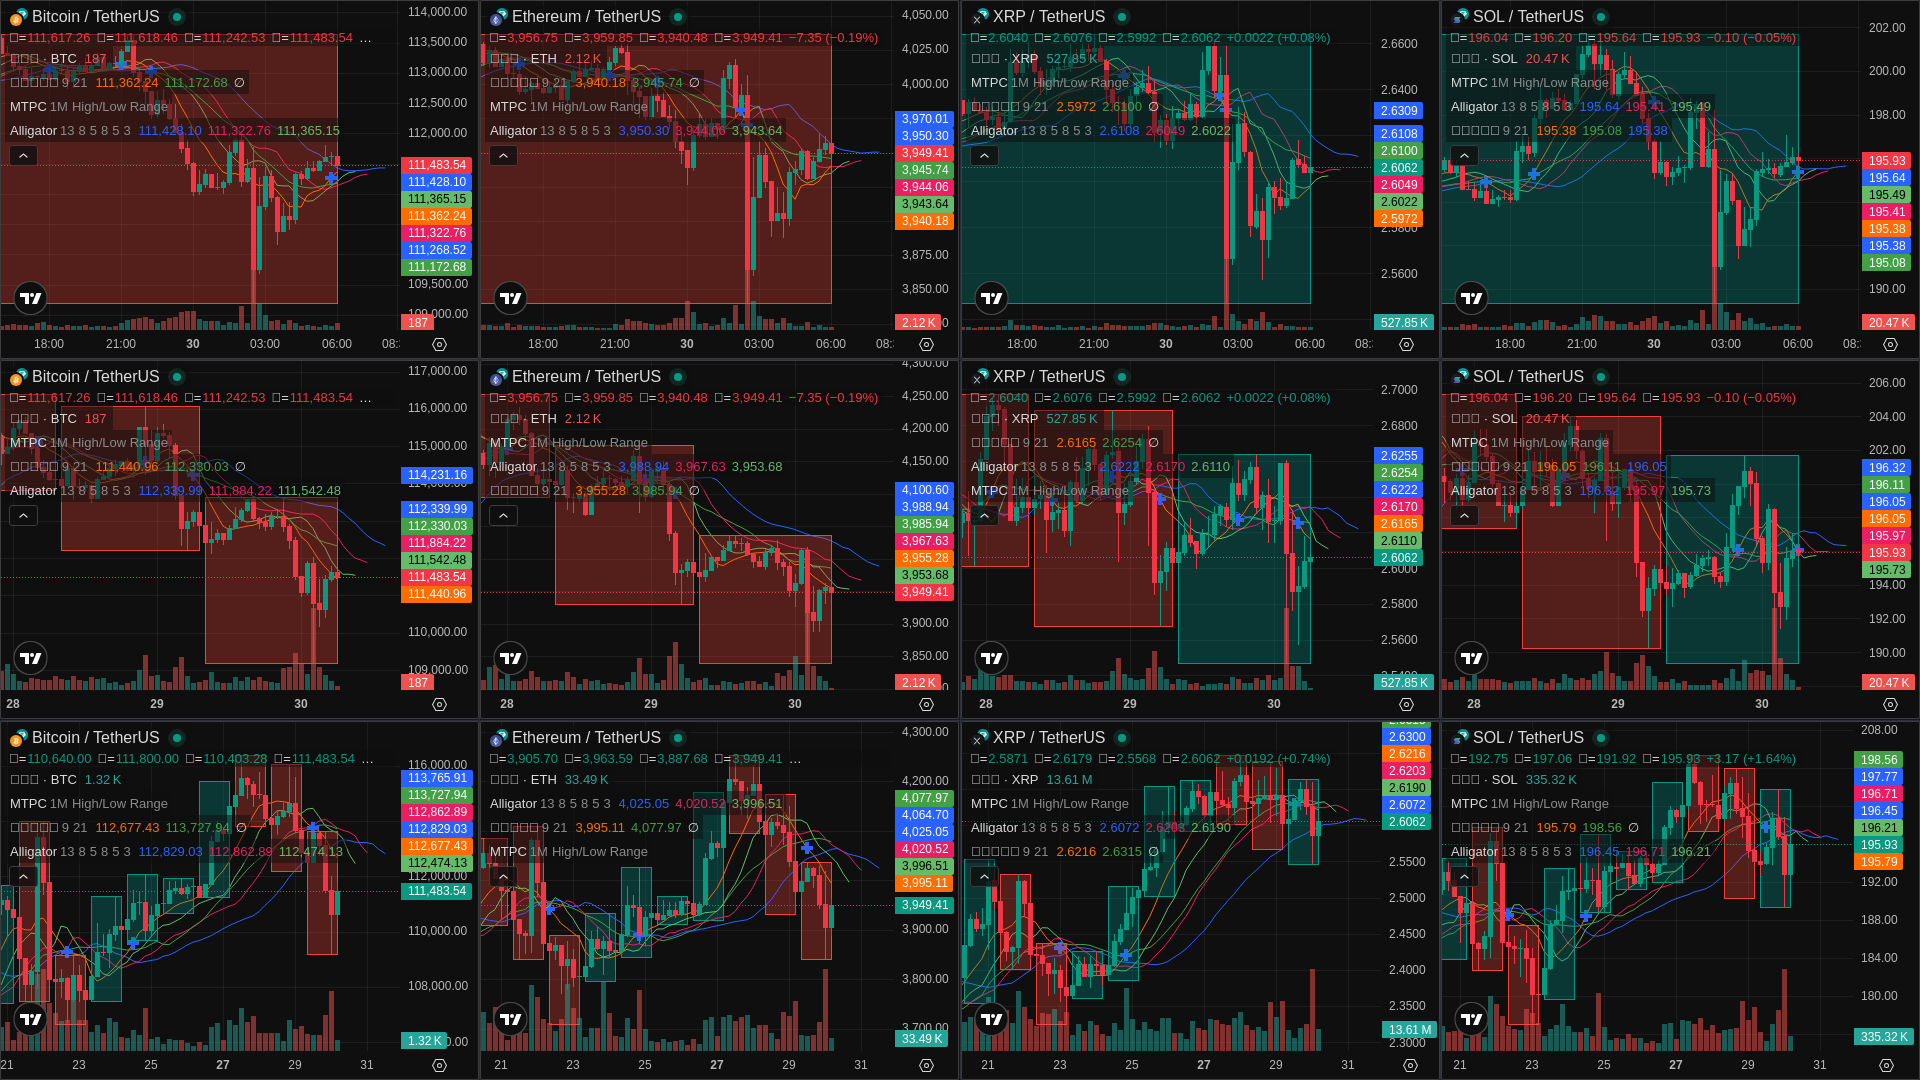 Bitcoin / TetherUS
□=111,617.26 □=111,618.46 □=111,242.53 □=111,483.54 …
□□□ · BTC 187
□□□□□ 9 21 111,362.24 111,172.68 ∅
MTPC 1M High/Low Range
Alligator 13 8 5 8 5 3 111,428.10 111,322.76 111,365.15
114,000.00
113,500.00
113,000.00
112,500.00
112,000.00
111,483.54
111,428.10
111,365.15
111,362.24
111,322.76
111,268.52
111,172.68
109,500.00
187
18:00 21:00 30 03:00 06:00
Ethereum / TetherUS
□=3,956.75 □=3,959.85 □=3,940.48 □=3,949.41 −7.35 (−0.19%)
□□□ · ETH 2.12 K
□□□□□ 9 21 3,940.18 3,945.74 ∅
MTPC 1M High/Low Range
Alligator 13 8 5 8 5 3 3,950.30 3,944.06 3,943.64
4,050.00
4,025.00
4,000.00
3,970.01
3,950.30
3,949.41
3,945.74
3,944.06
3,943.64
3,940.18
3,875.00
3,850.00
2.12 K
18:00 21:00 30 03:00 06:00
XRP / TetherUS
□=2.6040 □=2.6076 □=2.5992 □=2.6062 +0.0022 (+0.08%)
□□□ · XRP 527.85 K
MTPC 1M High/Low Range
□□□□□ 9 21 2.5972 2.6100 ∅
Alligator 13 8 5 8 5 3 2.6108 2.6049 2.6022
2.6600
2.6400
2.6309
2.6108
2.6100
2.6062
2.6049
2.6022
2.5972
2.5800
2.5600
527.85 K
18:00 21:00 30 03:00 06:00
SOL / TetherUS
□=196.04 □=196.20 □=195.64 □=195.93 −0.10 (−0.05%)
□□□ · SOL 20.47 K
MTPC 1M High/Low Range
Alligator 13 8 5 8 5 3 195.64 195.41 195.49
□□□□□ 9 21 195.38 195.08 195.38
202.00
200.00
198.00
195.93
195.64
195.49
195.41
195.38
195.38
195.08
190.00
20.47 K
18:00 21:00 30 03:00 06:00
Bitcoin / TetherUS
□=111,617.26 □=111,618.46 □=111,242.53 □=111,483.54 …
□□□ · BTC 187
MTPC 1M High/Low Range
□□□□□ 9 21 111,440.96 112,330.03 ∅
Alligator 13 8 5 8 5 3 112,339.99 111,884.22 111,542.48
117,000.00
116,000.00
115,000.00
114,231.16
112,339.99
112,330.03
111,884.22
111,542.48
111,483.54
111,440.96
110,000.00
109,000.00
187
28 29 30
Ethereum / TetherUS
□=3,956.75 □=3,959.85 □=3,940.48 □=3,949.41 −7.35 (−0.19%)
□□□ · ETH 2.12 K
MTPC 1M High/Low Range
Alligator 13 8 5 8 5 3 3,988.94 3,967.63 3,953.68
□□□□□ 9 21 3,955.28 3,985.94 ∅
4,300.00
4,250.00
4,200.00
4,150.00
4,100.60
3,988.94
3,985.94
3,967.63
3,955.28
3,953.68
3,949.41
3,900.00
3,850.00
2.12 K
28 29 30
XRP / TetherUS
□=2.6040 □=2.6076 □=2.5992 □=2.6062 +0.0022 (+0.08%)
□□□ · XRP 527.85 K
□□□□□ 9 21 2.6165 2.6254 ∅
Alligator 13 8 5 8 5 3 2.6222 2.6170 2.6110
MTPC 1M High/Low Range
2.7000
2.6800
2.6255
2.6254
2.6222
2.6170
2.6165
2.6110
2.6062
2.6000
2.5800
2.5600
527.85 K
28 29 30
SOL / TetherUS
□=196.04 □=196.20 □=195.64 □=195.93 −0.10 (−0.05%)
□□□ · SOL 20.47 K
MTPC 1M High/Low Range
□□□□□ 9 21 196.05 196.11 196.05
Alligator 13 8 5 8 5 3 196.32 195.97 195.73
206.00
204.00
202.00
196.32
196.11
196.05
196.05
195.97
195.93
195.73
194.00
192.00
190.00
20.47 K
28 29 30
Bitcoin / TetherUS
□=110,640.00 □=111,800.00 □=110,403.28 □=111,483.54 …
□□□ · BTC 1.32 K
MTPC 1M High/Low Range
□□□□□ 9 21 112,677.43 113,727.94 ∅
Alligator 13 8 5 8 5 3 112,829.03 112,862.89 112,474.13
116,000.00
113,765.91
113,727.94
112,862.89
112,829.03
112,677.43
112,474.13
112,000.00
111,483.54
110,000.00
108,000.00
1.32 K
21 23 25 27 29 31
Ethereum / TetherUS
□=3,905.70 □=3,963.59 □=3,887.68 □=3,949.41 …
□□□ · ETH 33.49 K
Alligator 13 8 5 8 5 3 4,025.05 4,020.52 3,996.51
□□□□□ 9 21 3,995.11 4,077.97 ∅
MTPC 1M High/Low Range
4,300.00
4,200.00
4,077.97
4,064.70
4,025.05
4,020.52
3,996.51
3,995.11
3,949.41
3,900.00
3,800.00
3,700.00
33.49 K
21 23 25 27 29 31
XRP / TetherUS
□=2.5871 □=2.6179 □=2.5568 □=2.6062 +0.0192 (+0.74%)
□□□ · XRP 13.61 M
MTPC 1M High/Low Range
Alligator 13 8 5 8 5 3 2.6072 2.6203 2.6190
□□□□□ 9 21 2.6216 2.6315 ∅
2.6300
2.6216
2.6203
2.6190
2.6072
2.6062
2.5500
2.5000
2.4500
2.4000
2.3500
13.61 M
2.3000
21 23 25 27 29 31
SOL / TetherUS
□=192.75 □=197.06 □=191.92 □=195.93 +3.17 (+1.64%)
□□□ · SOL 335.32 K
MTPC 1M High/Low Range
□□□□□ 9 21 195.79 198.56 ∅
Alligator 13 8 5 8 5 3 196.45 196.71 196.21
208.00
198.56
197.77
196.71
196.45
196.21
195.93
195.79
192.00
188.00
184.00
180.00
335.32 K
21 23 25 27 29 31